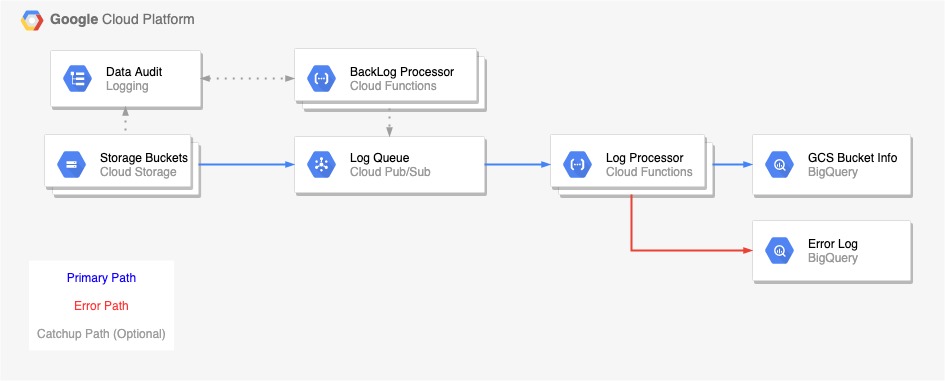 Google Cloud Platform
Data Audit
Logging
BackLog Processor
Cloud Functions
Storage Buckets
Cloud Storage
Log Queue
Cloud Pub/Sub
Log Processor
Cloud Functions
GCS Bucket Info
BigQuery
Error Log
BigQuery
Primary Path
Error Path
Catchup Path (Optional)